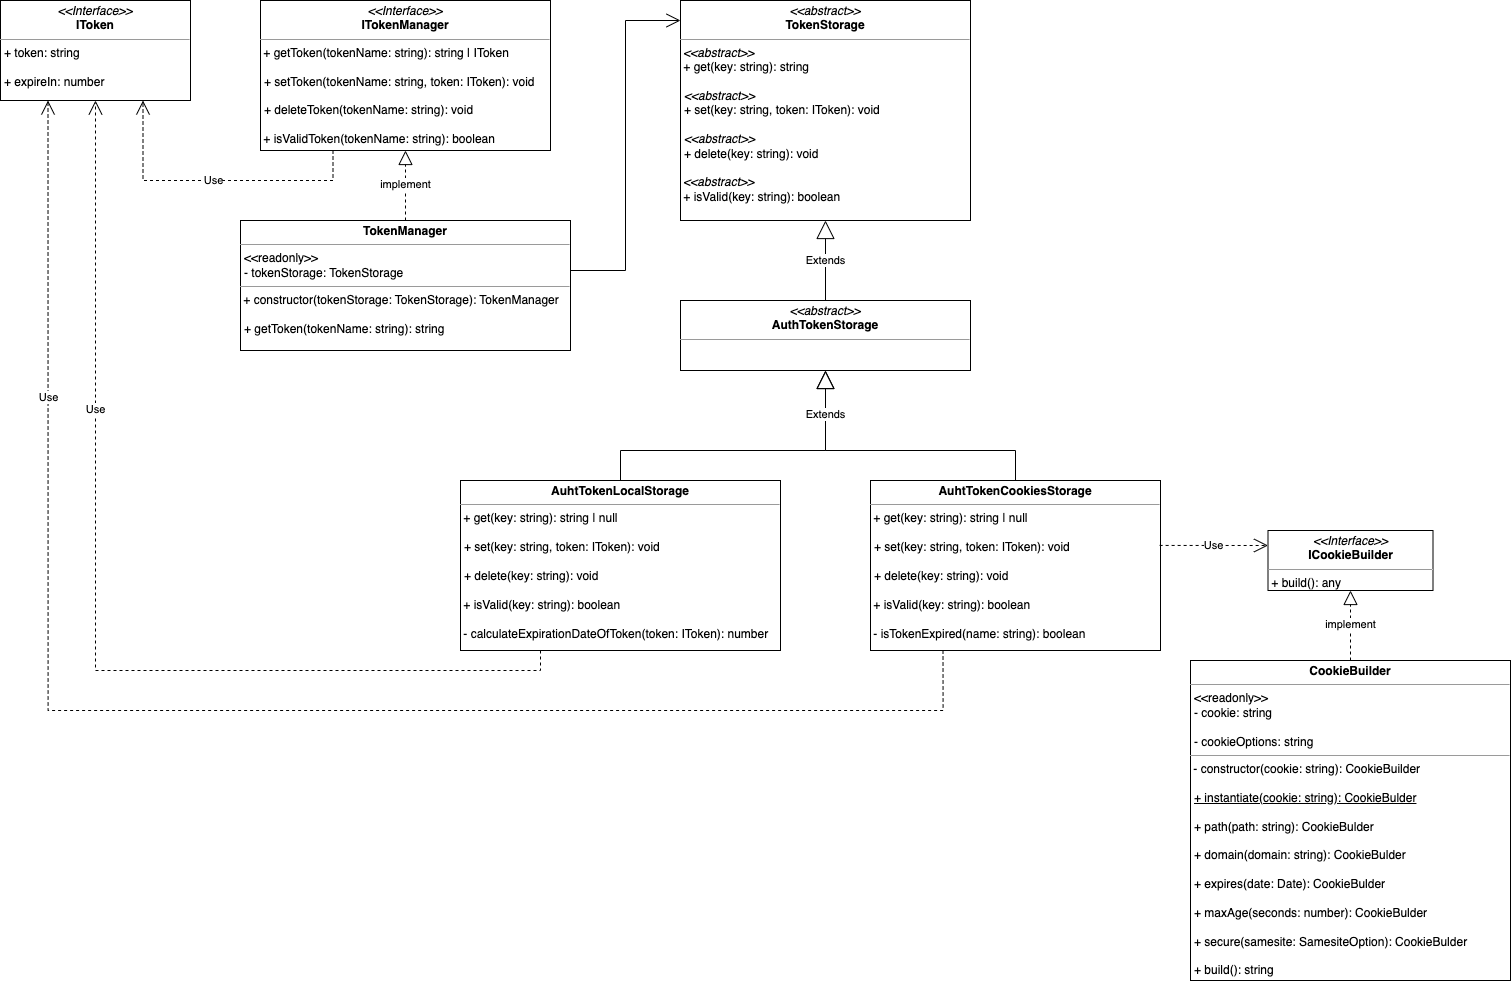 <<Interface>>
IToken
+ token: string
+ expireIn: number
<<Interface>>
ITokenManager
+ getToken(tokenName: string): string | IToken
+ setToken(tokenName: string, token: IToken): void
+ deleteToken(tokenName: string): void
+ isValidToken(tokenName: string): boolean
<<abstract>>
TokenStorage
<<abstract>>
+ get(key: string): string
<<abstract>>
+ set(key: string, token: IToken): void
<<abstract>>
+ delete(key: string): void
<<abstract>>
+ isValid(key: string): boolean
Use
implement
TokenManager
<<readonly>>
- tokenStorage: TokenStorage
+ constructor(tokenStorage: TokenStorage): TokenManager
+ getToken(tokenName: string): string
Extends
<<abstract>>
AuthTokenStorage
Use
Use
Extends
AuhtTokenLocalStorage
+ get(key: string): string | null
+ set(key: string, token: IToken): void
+ delete(key: string): void
+ isValid(key: string): boolean
- calculateExpirationDateOfToken(token: IToken): number
AuhtTokenCookiesStorage
+ get(key: string): string | null
+ set(key: string, token: IToken): void
+ delete(key: string): void
+ isValid(key: string): boolean
- isTokenExpired(name: string): boolean
Use
<<Interface>>
ICookieBuilder
+ build(): any
implement
CookieBuilder
<<readonly>>
- cookie: string
- cookieOptions: string
- constructor(cookie: string): CookieBuilder
+ instantiate(cookie: string): CookieBulder
+ path(path: string): CookieBulder
+ domain(domain: string): CookieBulder
+ expires(date: Date): CookieBulder
+ maxAge(seconds: number): CookieBulder
+ secure(samesite: SamesiteOption): CookieBulder
+ build(): string